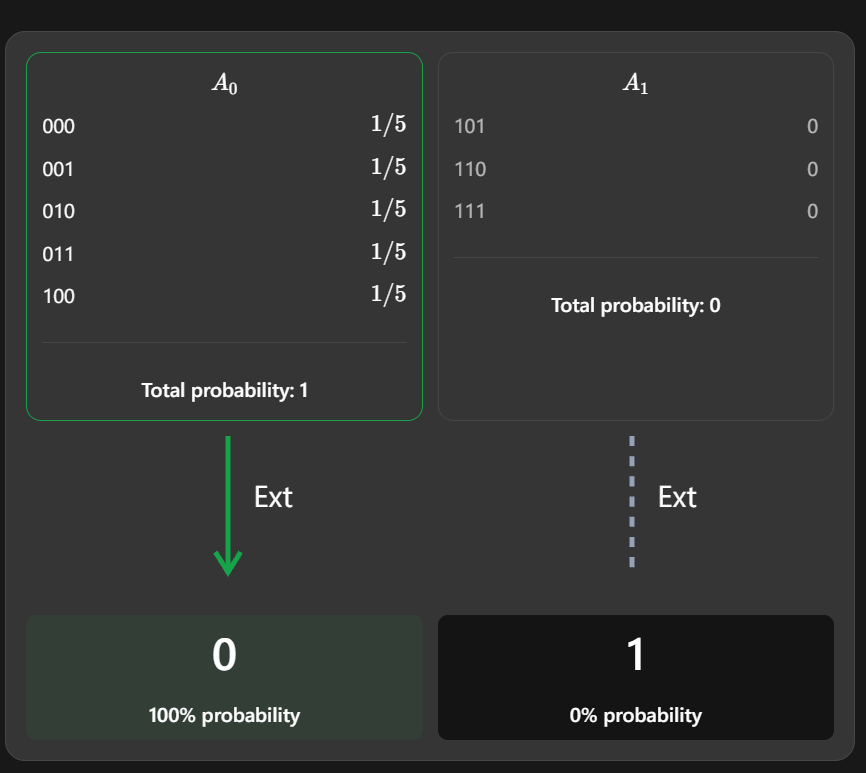 A₀
000 1/5
001 1/5
010 1/5
011 1/5
100 1/5
Total probability: 1
A₁
101 0
110 0
111 0
Total probability: 0
Ext
Ext
0
100% probability
1
0% probability